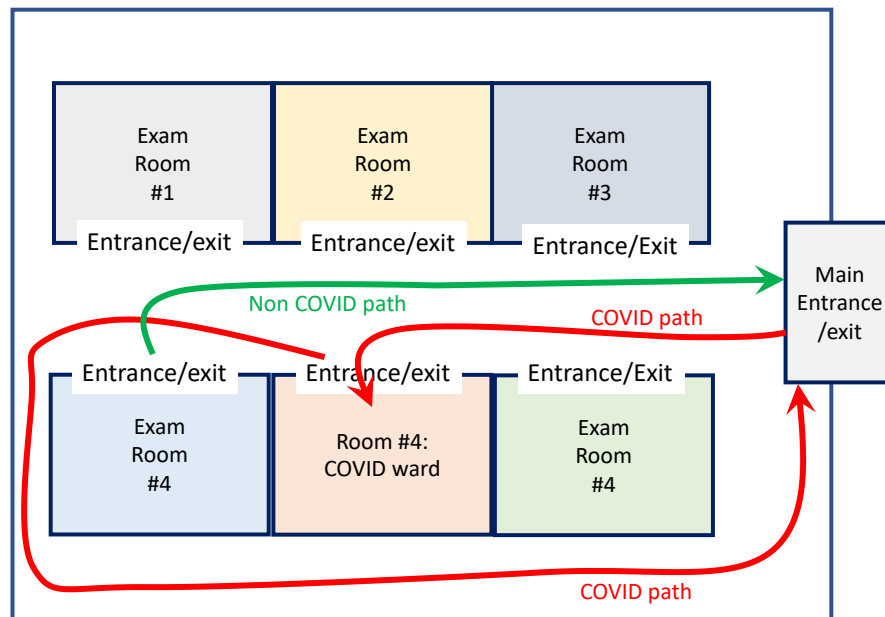 Exam
Room
#1
Exam
Room
#2
Exam
Room
#3
Entrance/exit
Entrance/exit
Entrance/Exit
Main
Entrance
/exit
Non COVID path
COVID path
Entrance/exit
Entrance/exit
Entrance/Exit
Exam
Room
#4
Room #4:
COVID ward
Exam
Room
#4
COVID path